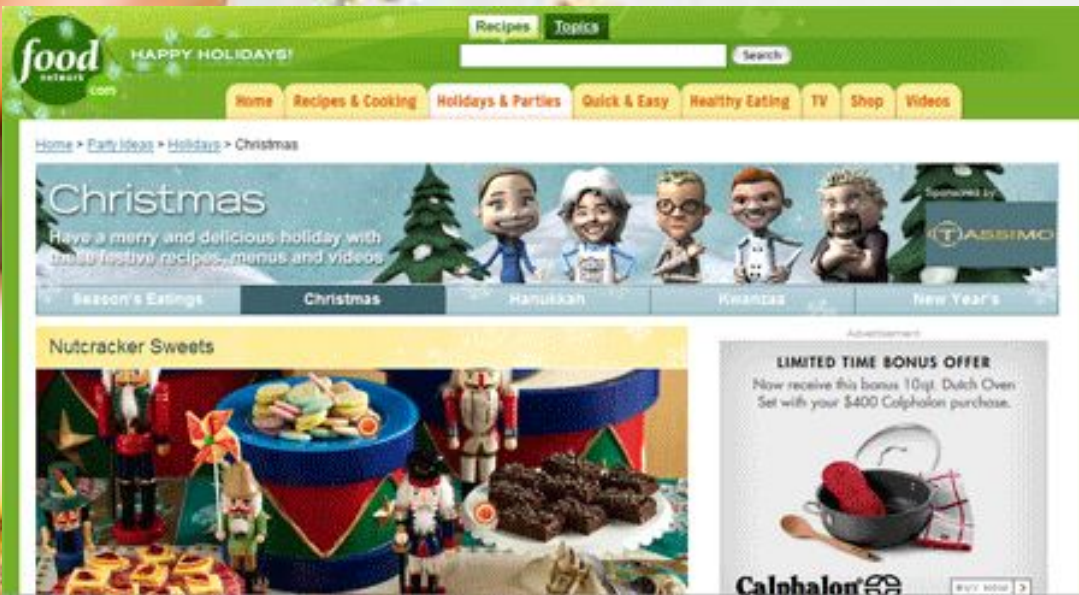 Recipes Topics
food
network
.com
HAPPY HOLIDAYS!
Search
Home Recipes & Cooking Holidays & Parties Quick & Easy Healthy Eating TV Shop Videos
Home > Party Ideas > Holidays > Christmas
Christmas
Have a merry and delicious holiday with
these festive recipes, menus and videos
Sponsored by
TASSIMO
Season's Eatings Christmas Hanukkah Kwanzaa New Year's
Nutcracker Sweets
Advertisement
LIMITED TIME BONUS OFFER
Now receive this bonus 10qt. Dutch Oven
Set with your $400 Calphalon purchase.
Calphalon
BUY NOW >